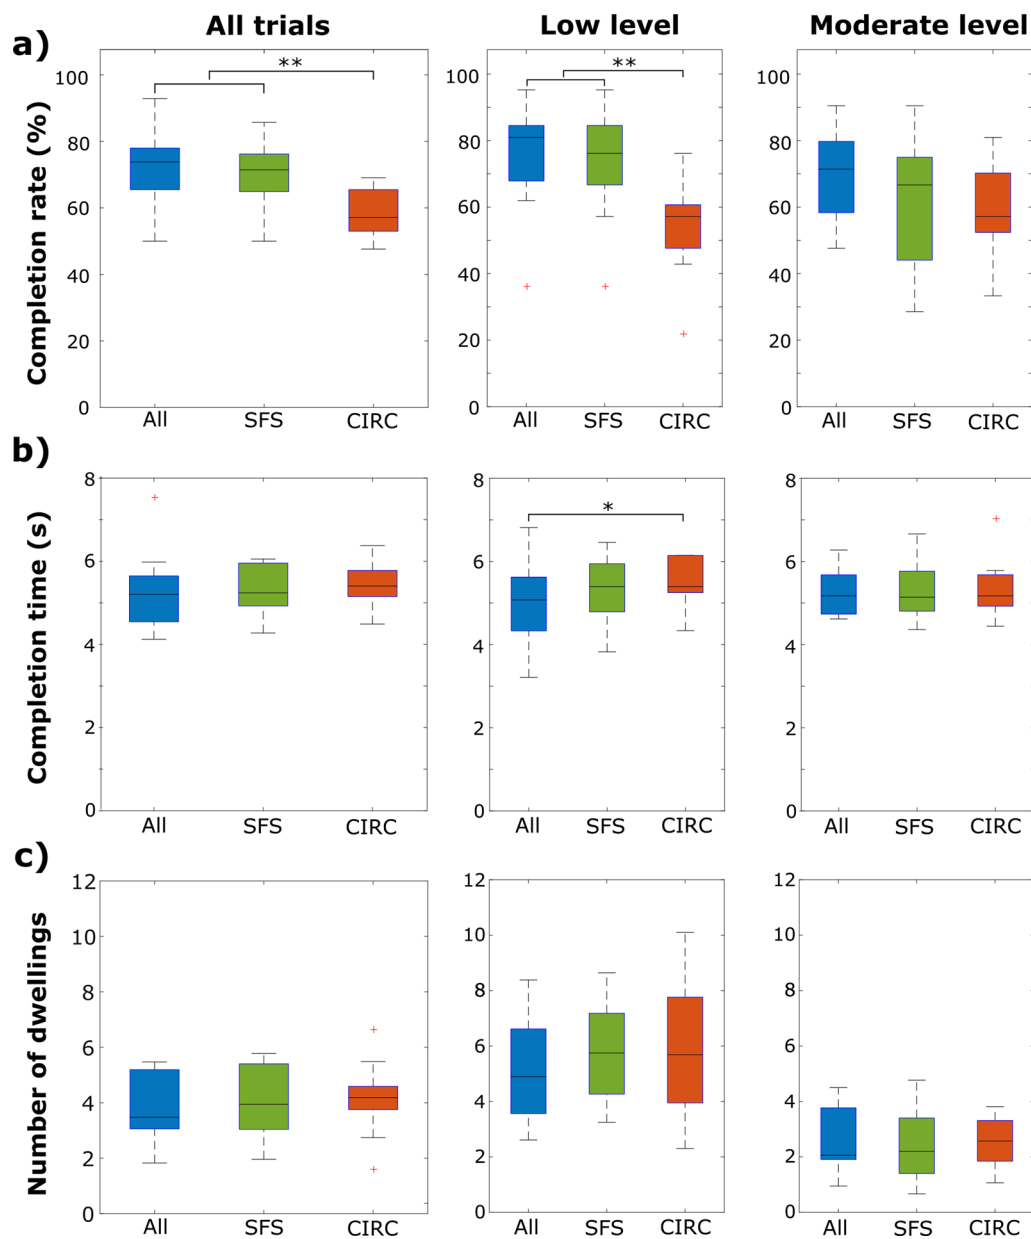 All trials Low level Moderate level
a)
Completion rate (%)
100 80 60 40 20 0
**
All SFS CIRC
100 80 60 40 20 0
**
All SFS CIRC
100 80 60 40 20 0
All SFS CIRC
b)
Completion time (s)
8 6 4 2 0
All SFS CIRC
8 6 4 2 0
*
All SFS CIRC
8 6 4 2 0
All SFS CIRC
c)
Number of dwellings
12 10 8 6 4 2 0
All SFS CIRC
12 10 8 6 4 2 0
All SFS CIRC
12 10 8 6 4 2 0
All SFS CIRC